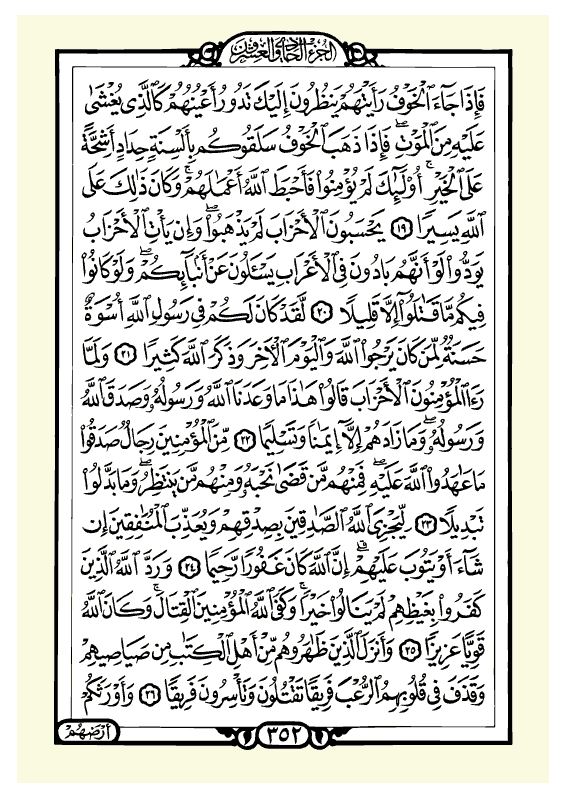 الجزء الحادي والعشرون
فَإِذَا جَآءَ ٱلْخَوْفُ رَأَيْتَهُمْ يَنظُرُونَ إِلَيْكَ تَدُورُ أَعْيُنُهُمْ كَٱلَّذِى يُغْشَىٰ
عَلَيْهِ مِنَ ٱلْمَوْتِ ۖ فَإِذَا ذَهَبَ ٱلْخَوْفُ سَلَقُوكُم بِأَلْسِنَةٍ حِدَادٍ أَشِحَّةً
عَلَى ٱلْخَيْرِ ۚ أُو۟لَٰٓئِكَ لَمْ يُؤْمِنُوا۟ فَأَحْبَطَ ٱللَّهُ أَعْمَٰلَهُمْ ۚ وَكَانَ ذَٰلِكَ عَلَى
ٱللَّهِ يَسِيرًا ١٩ يَحْسَبُونَ ٱلْأَحْزَابَ لَمْ يَذْهَبُوا۟ ۖ وَإِن يَأْتِ ٱلْأَحْزَابُ
يَوَدُّوا۟ لَوْ أَنَّهُم بَادُونَ فِى ٱلْأَعْرَابِ يَسْـَٔلُونَ عَنْ أَنۢبَآئِكُمْ ۖ وَلَوْ كَانُوا۟
فِيكُم مَّا قَٰتَلُوٓا۟ إِلَّا قَلِيلًا ٢٠ لَّقَدْ كَانَ لَكُمْ فِى رَسُولِ ٱللَّهِ أُسْوَةٌ
حَسَنَةٌ لِّمَن كَانَ يَرْجُوا۟ ٱللَّهَ وَٱلْيَوْمَ ٱلْـَٔاخِرَ وَذَكَرَ ٱللَّهَ كَثِيرًا ٢١ وَلَمَّا
رَءَا ٱلْمُؤْمِنُونَ ٱلْأَحْزَابَ قَالُوا۟ هَٰذَا مَا وَعَدَنَا ٱللَّهُ وَرَسُولُهُۥ وَصَدَقَ ٱللَّهُ
وَرَسُولُهُۥ ۚ وَمَا زَادَهُمْ إِلَّآ إِيمَٰنًا وَتَسْلِيمًا ٢٢ مِّنَ ٱلْمُؤْمِنِينَ رِجَالٌ صَدَقُوا۟
مَا عَٰهَدُوا۟ ٱللَّهَ عَلَيْهِ ۖ فَمِنْهُم مَّن قَضَىٰ نَحْبَهُۥ وَمِنْهُم مَّن يَنتَظِرُ ۖ وَمَا بَدَّلُوا۟
تَبْدِيلًا ٢٣ لِّيَجْزِىَ ٱللَّهُ ٱلصَّٰدِقِينَ بِصِدْقِهِمْ وَيُعَذِّبَ ٱلْمُنَٰفِقِينَ إِن
شَآءَ أَوْ يَتُوبَ عَلَيْهِمْ ۚ إِنَّ ٱللَّهَ كَانَ غَفُورًا رَّحِيمًا ٢٤ وَرَدَّ ٱللَّهُ ٱلَّذِينَ
كَفَرُوا۟ بِغَيْظِهِمْ لَمْ يَنَالُوا۟ خَيْرًا ۚ وَكَفَى ٱللَّهُ ٱلْمُؤْمِنِينَ ٱلْقِتَالَ ۚ وَكَانَ ٱللَّهُ
قَوِيًّا عَزِيزًا ٢٥ وَأَنزَلَ ٱلَّذِينَ ظَٰهَرُوهُم مِّنْ أَهْلِ ٱلْكِتَٰبِ مِن صَيَاصِيهِمْ
وَقَذَفَ فِى قُلُوبِهِمُ ٱلرُّعْبَ فَرِيقًا تَقْتُلُونَ وَتَأْسِرُونَ فَرِيقًا ٢٦ وَأَوْرَثَكُمْ
٣٥٢
أَرْضَهُمْ